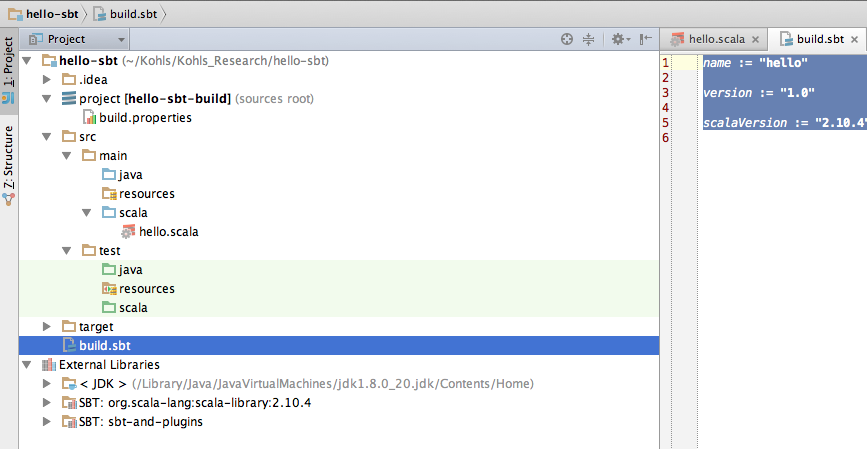 hello-sbt build.sbt
1: Project
Z: Structure
Project
hello-sbt (~/Kohls/Kohls_Research/hello-sbt)
.idea
project [hello-sbt-build] (sources root)
build.properties
src
main
java
resources
scala
hello.scala
test
java
resources
scala
target
build.sbt
External Libraries
< JDK > (/Library/Java/JavaVirtualMachines/jdk1.8.0_20.jdk/Contents/Home)
SBT: org.scala-lang:scala-library:2.10.4
SBT: sbt-and-plugins
hello.scala build.sbt
1 name := "hello"
2
3 version := "1.0"
4
5 scalaVersion := "2.10.4"
6